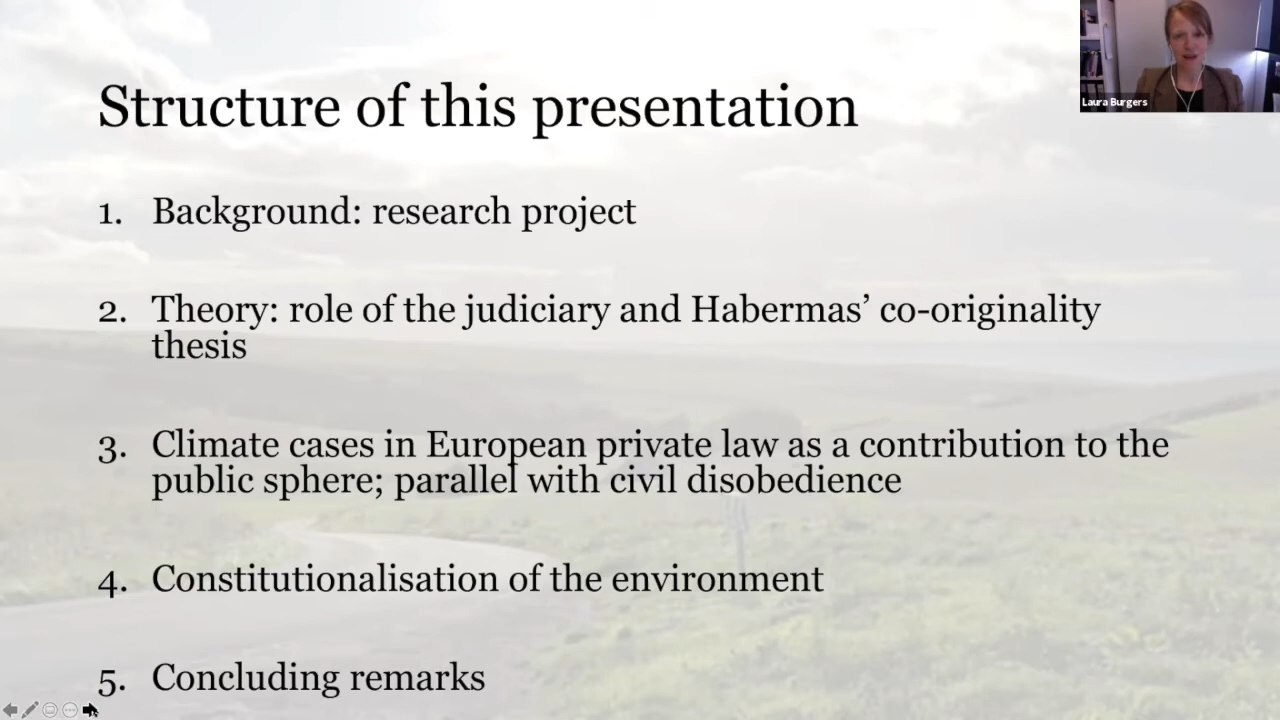 Structure of this presentation
Laura Burgers
1. Background: research project
2. Theory: role of the judiciary and Habermas’ co-originality
thesis
3. Climate cases in European private law as a contribution to the
public sphere; parallel with civil disobedience
4. Constitutionalisation of the environment
5. Concluding remarks